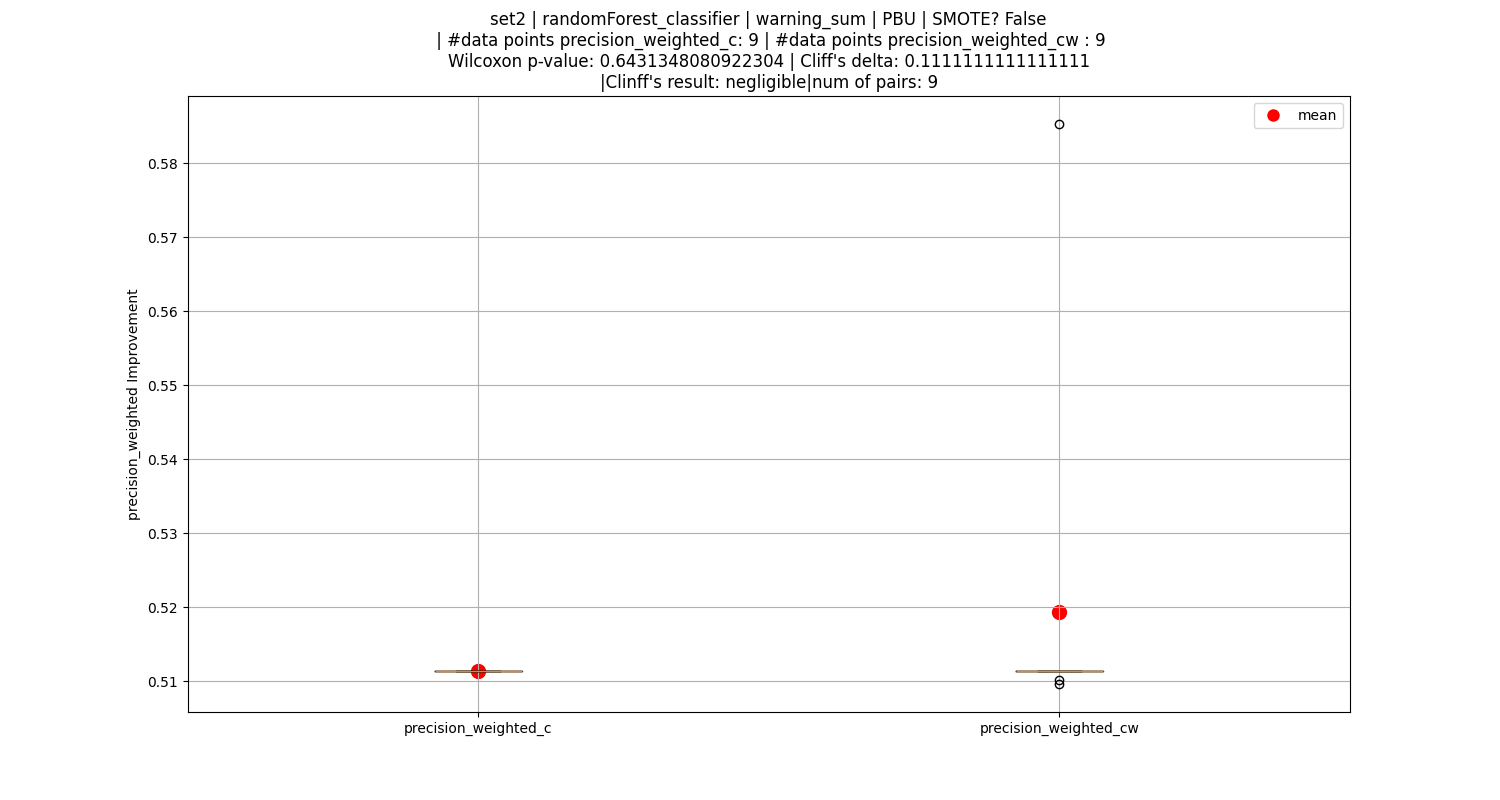 set2 | randomForest_classifier | warning_sum | PBU | SMOTE? False
| #data points precision_weighted_c: 9 | #data points precision_weighted_cw : 9
Wilcoxon p-value: 0.6431348080922304 | Cliff's delta: 0.1111111111111111
|Clinff's result: negligible|num of pairs: 9
mean
0.58
0.57
0.56
0.55
0.54
0.53
0.52
0.51
precision_weighted Improvement
precision_weighted_c
precision_weighted_cw